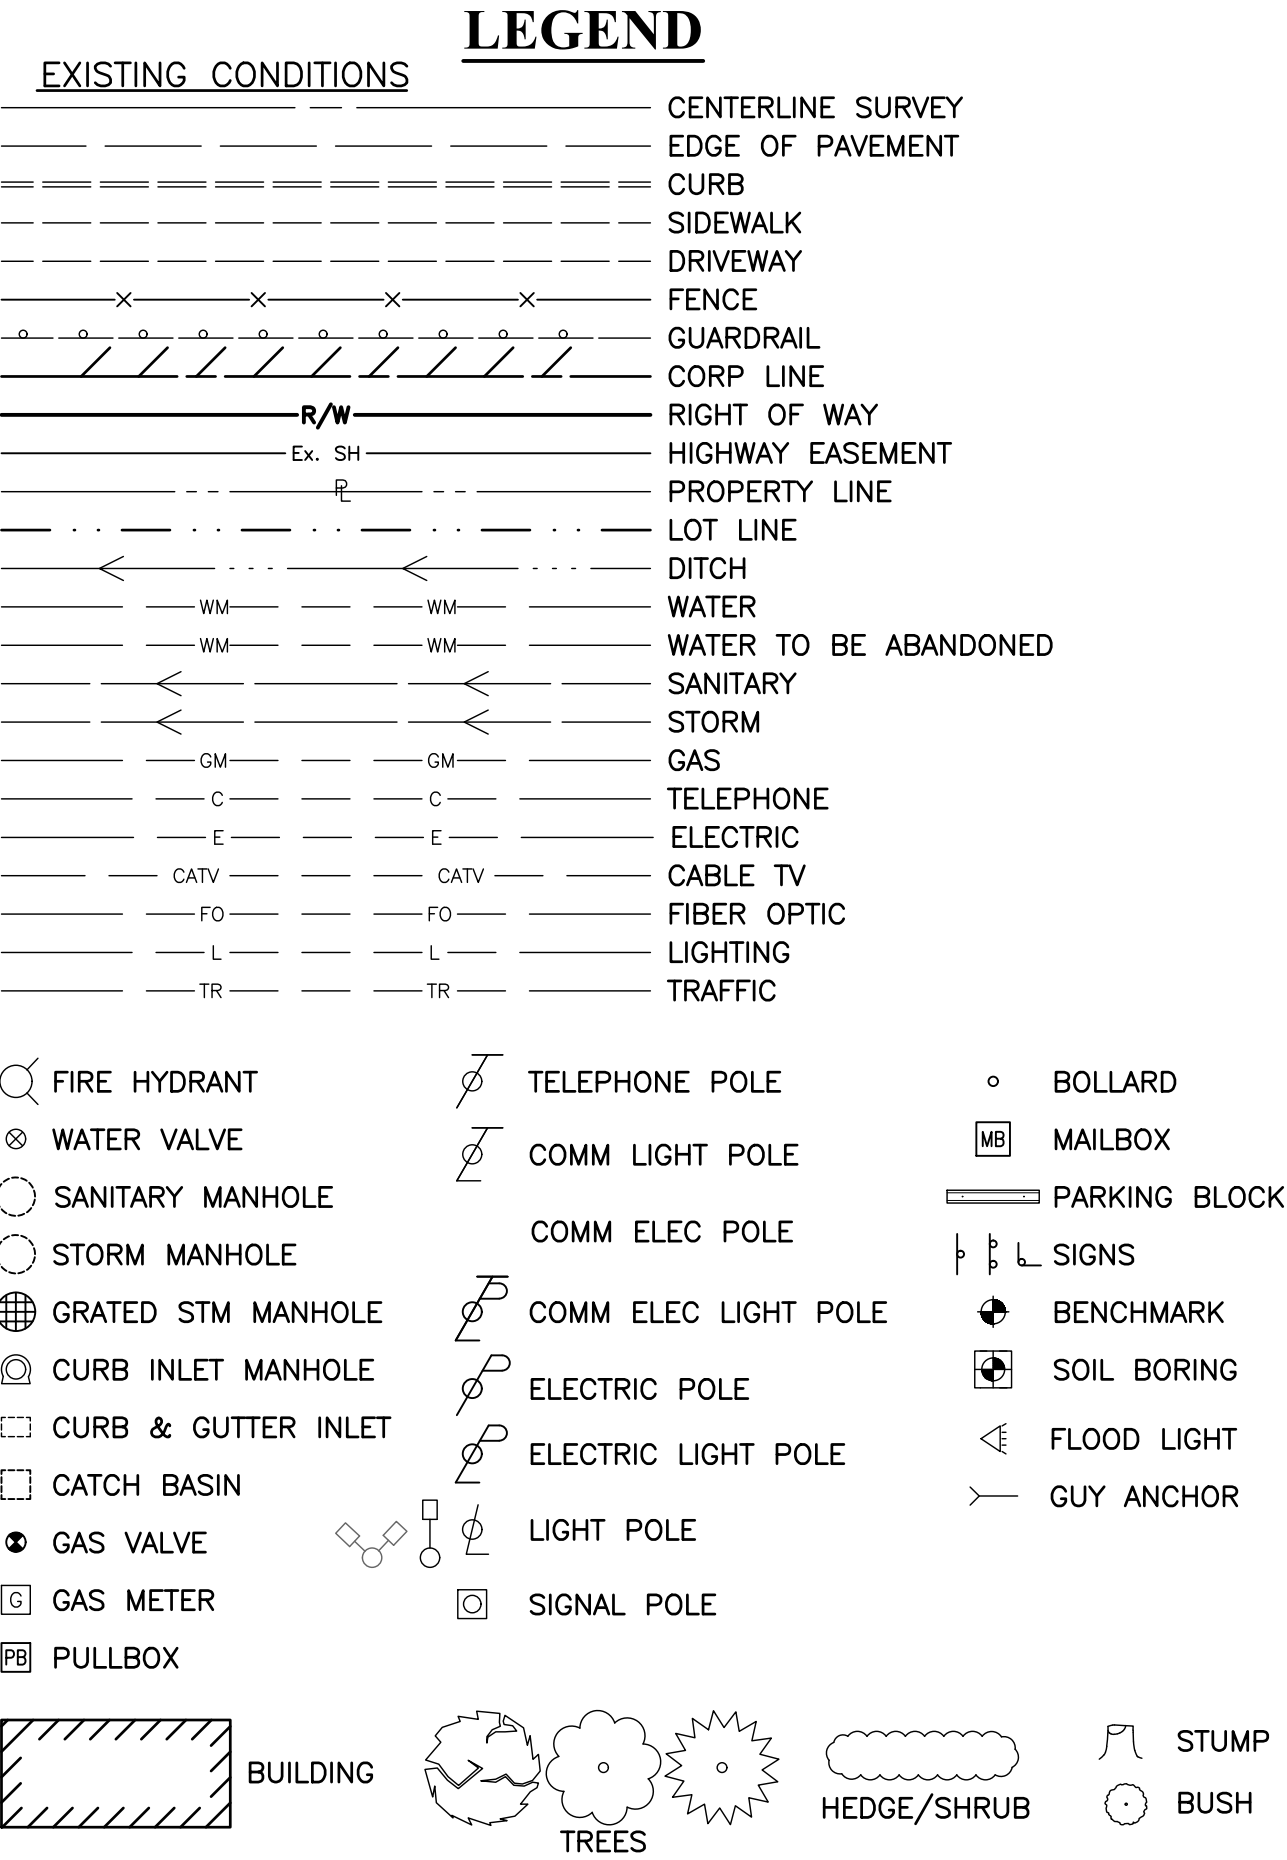 LEGEND
EXISTING CONDITIONS
CENTERLINE SURVEY
EDGE OF PAVEMENT
CURB
SIDEWALK
DRIVEWAY
FENCE
GUARDRAIL
CORP LINE
R/W RIGHT OF WAY
Ex. SH HIGHWAY EASEMENT
PL PROPERTY LINE
LOT LINE
DITCH
WM WM WATER
WM WM WATER TO BE ABANDONED
SANITARY
STORM
GM GM GAS
C C TELEPHONE
E E ELECTRIC
CATV CATV CABLE TV
FO FO FIBER OPTIC
L L LIGHTING
TR TR TRAFFIC
FIRE HYDRANT
WATER VALVE
SANITARY MANHOLE
STORM MANHOLE
GRATED STM MANHOLE
CURB INLET MANHOLE
CURB & GUTTER INLET
CATCH BASIN
GAS VALVE
G GAS METER
PB PULLBOX
TELEPHONE POLE
COMM LIGHT POLE
COMM ELEC POLE
COMM ELEC LIGHT POLE
ELECTRIC POLE
ELECTRIC LIGHT POLE
LIGHT POLE
SIGNAL POLE
BOLLARD
MB MAILBOX
PARKING BLOCK
SIGNS
BENCHMARK
SOIL BORING
FLOOD LIGHT
GUY ANCHOR
BUILDING
TREES
HEDGE/SHRUB
STUMP
BUSH